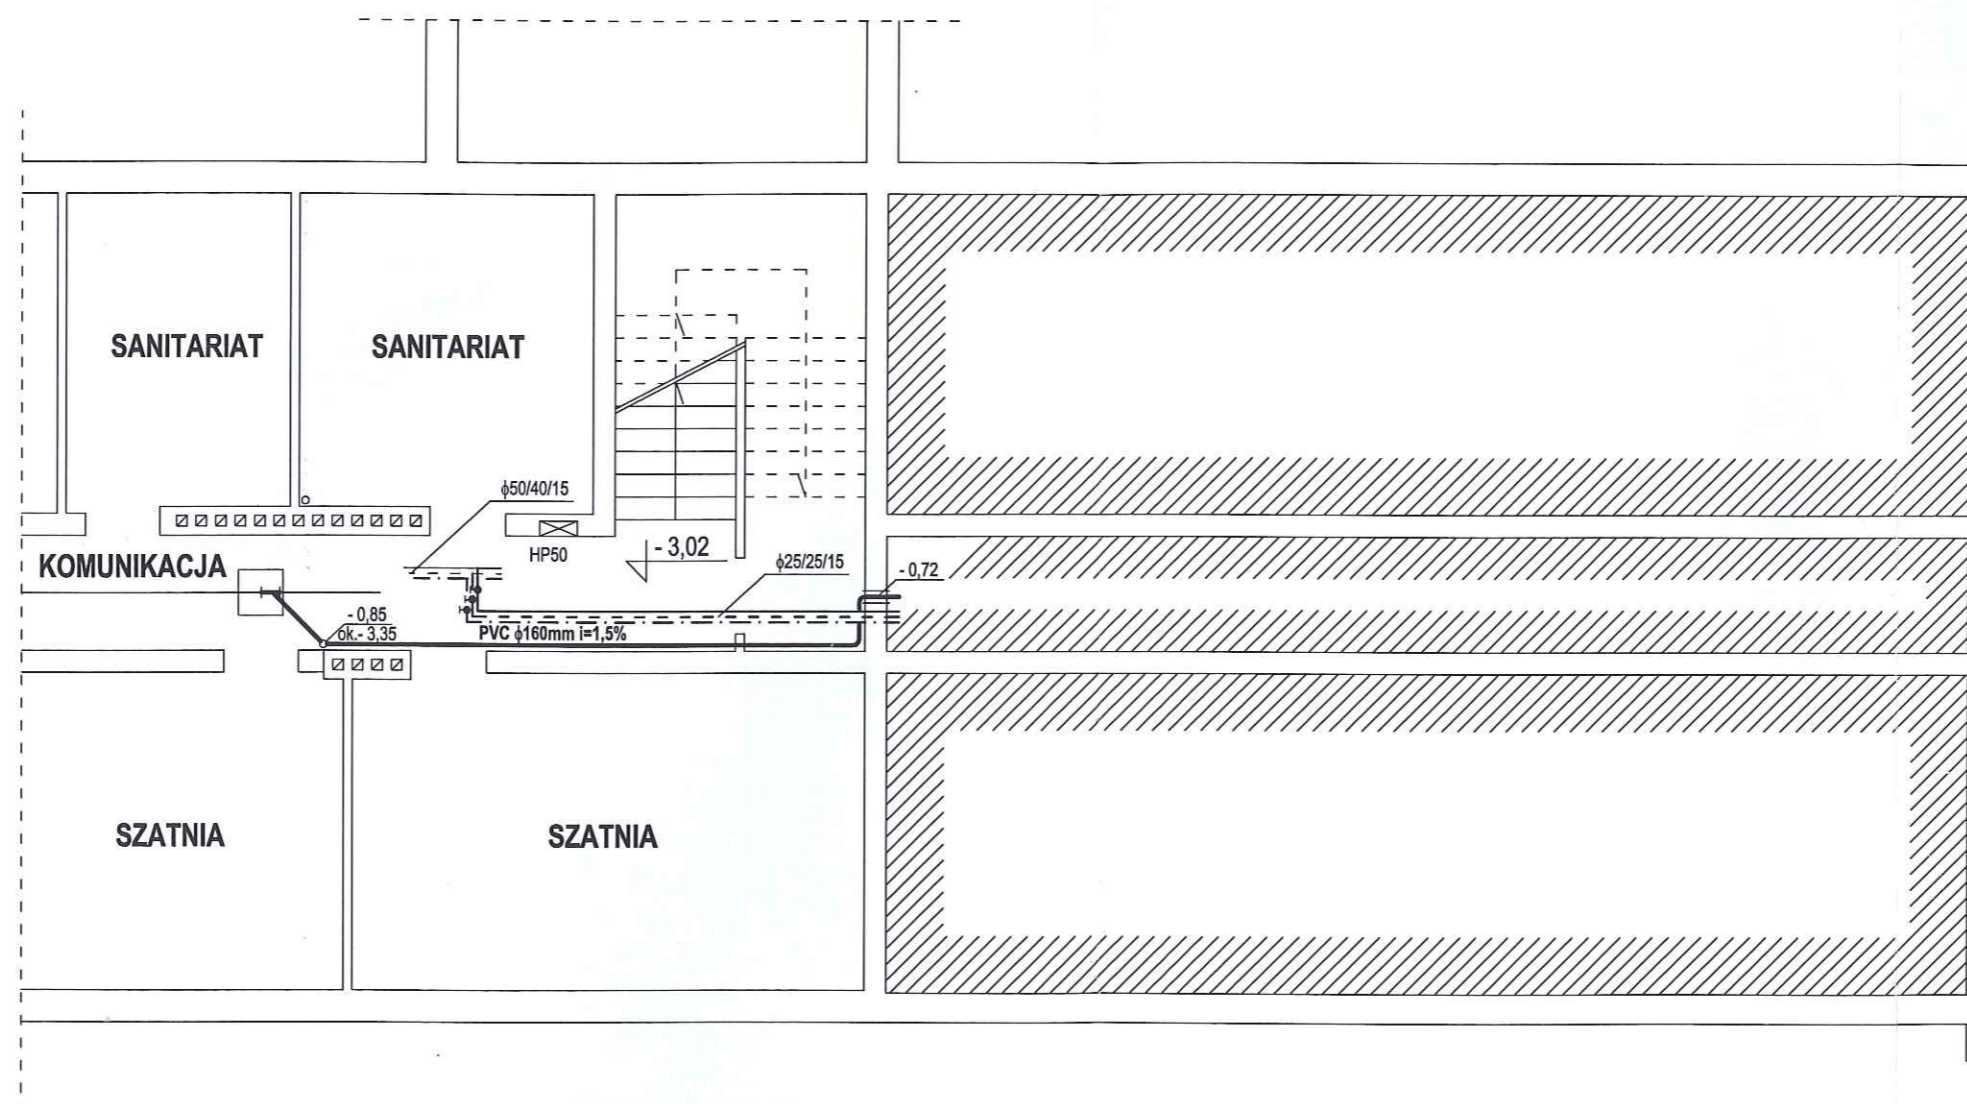 SANITARIAT
SANITARIAT
ϕ50/40/15
HP50
- 3,02
ϕ25/25/15
- 0,72
KOMUNIKACJA
- 0,85
ok.- 3,35
PVC ϕ160mm i=1,5%
SZATNIA
SZATNIA